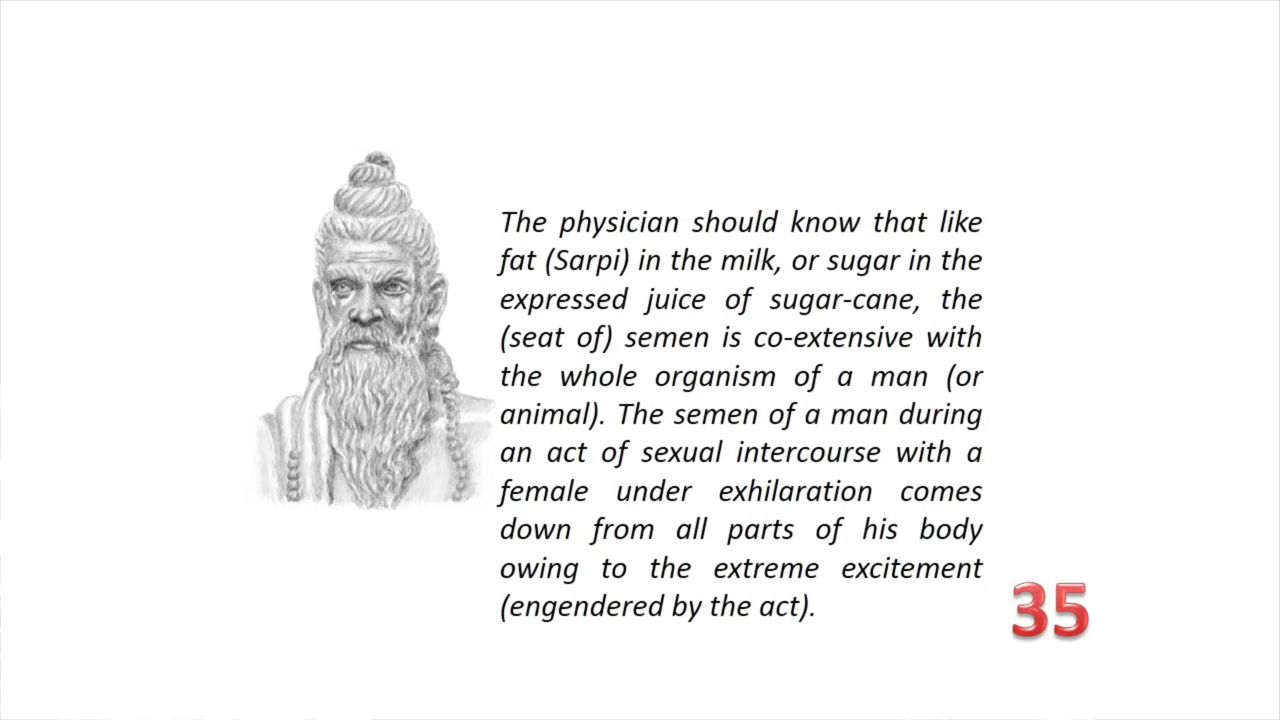 The physician should know that like
fat (Sarpi) in the milk, or sugar in the
expressed juice of sugar-cane, the
(seat of) semen is co-extensive with
the whole organism of a man (or
animal). The semen of a man during
an act of sexual intercourse with a
female under exhilaration comes
down from all parts of his body
owing to the extreme excitement
(engendered by the act).
35